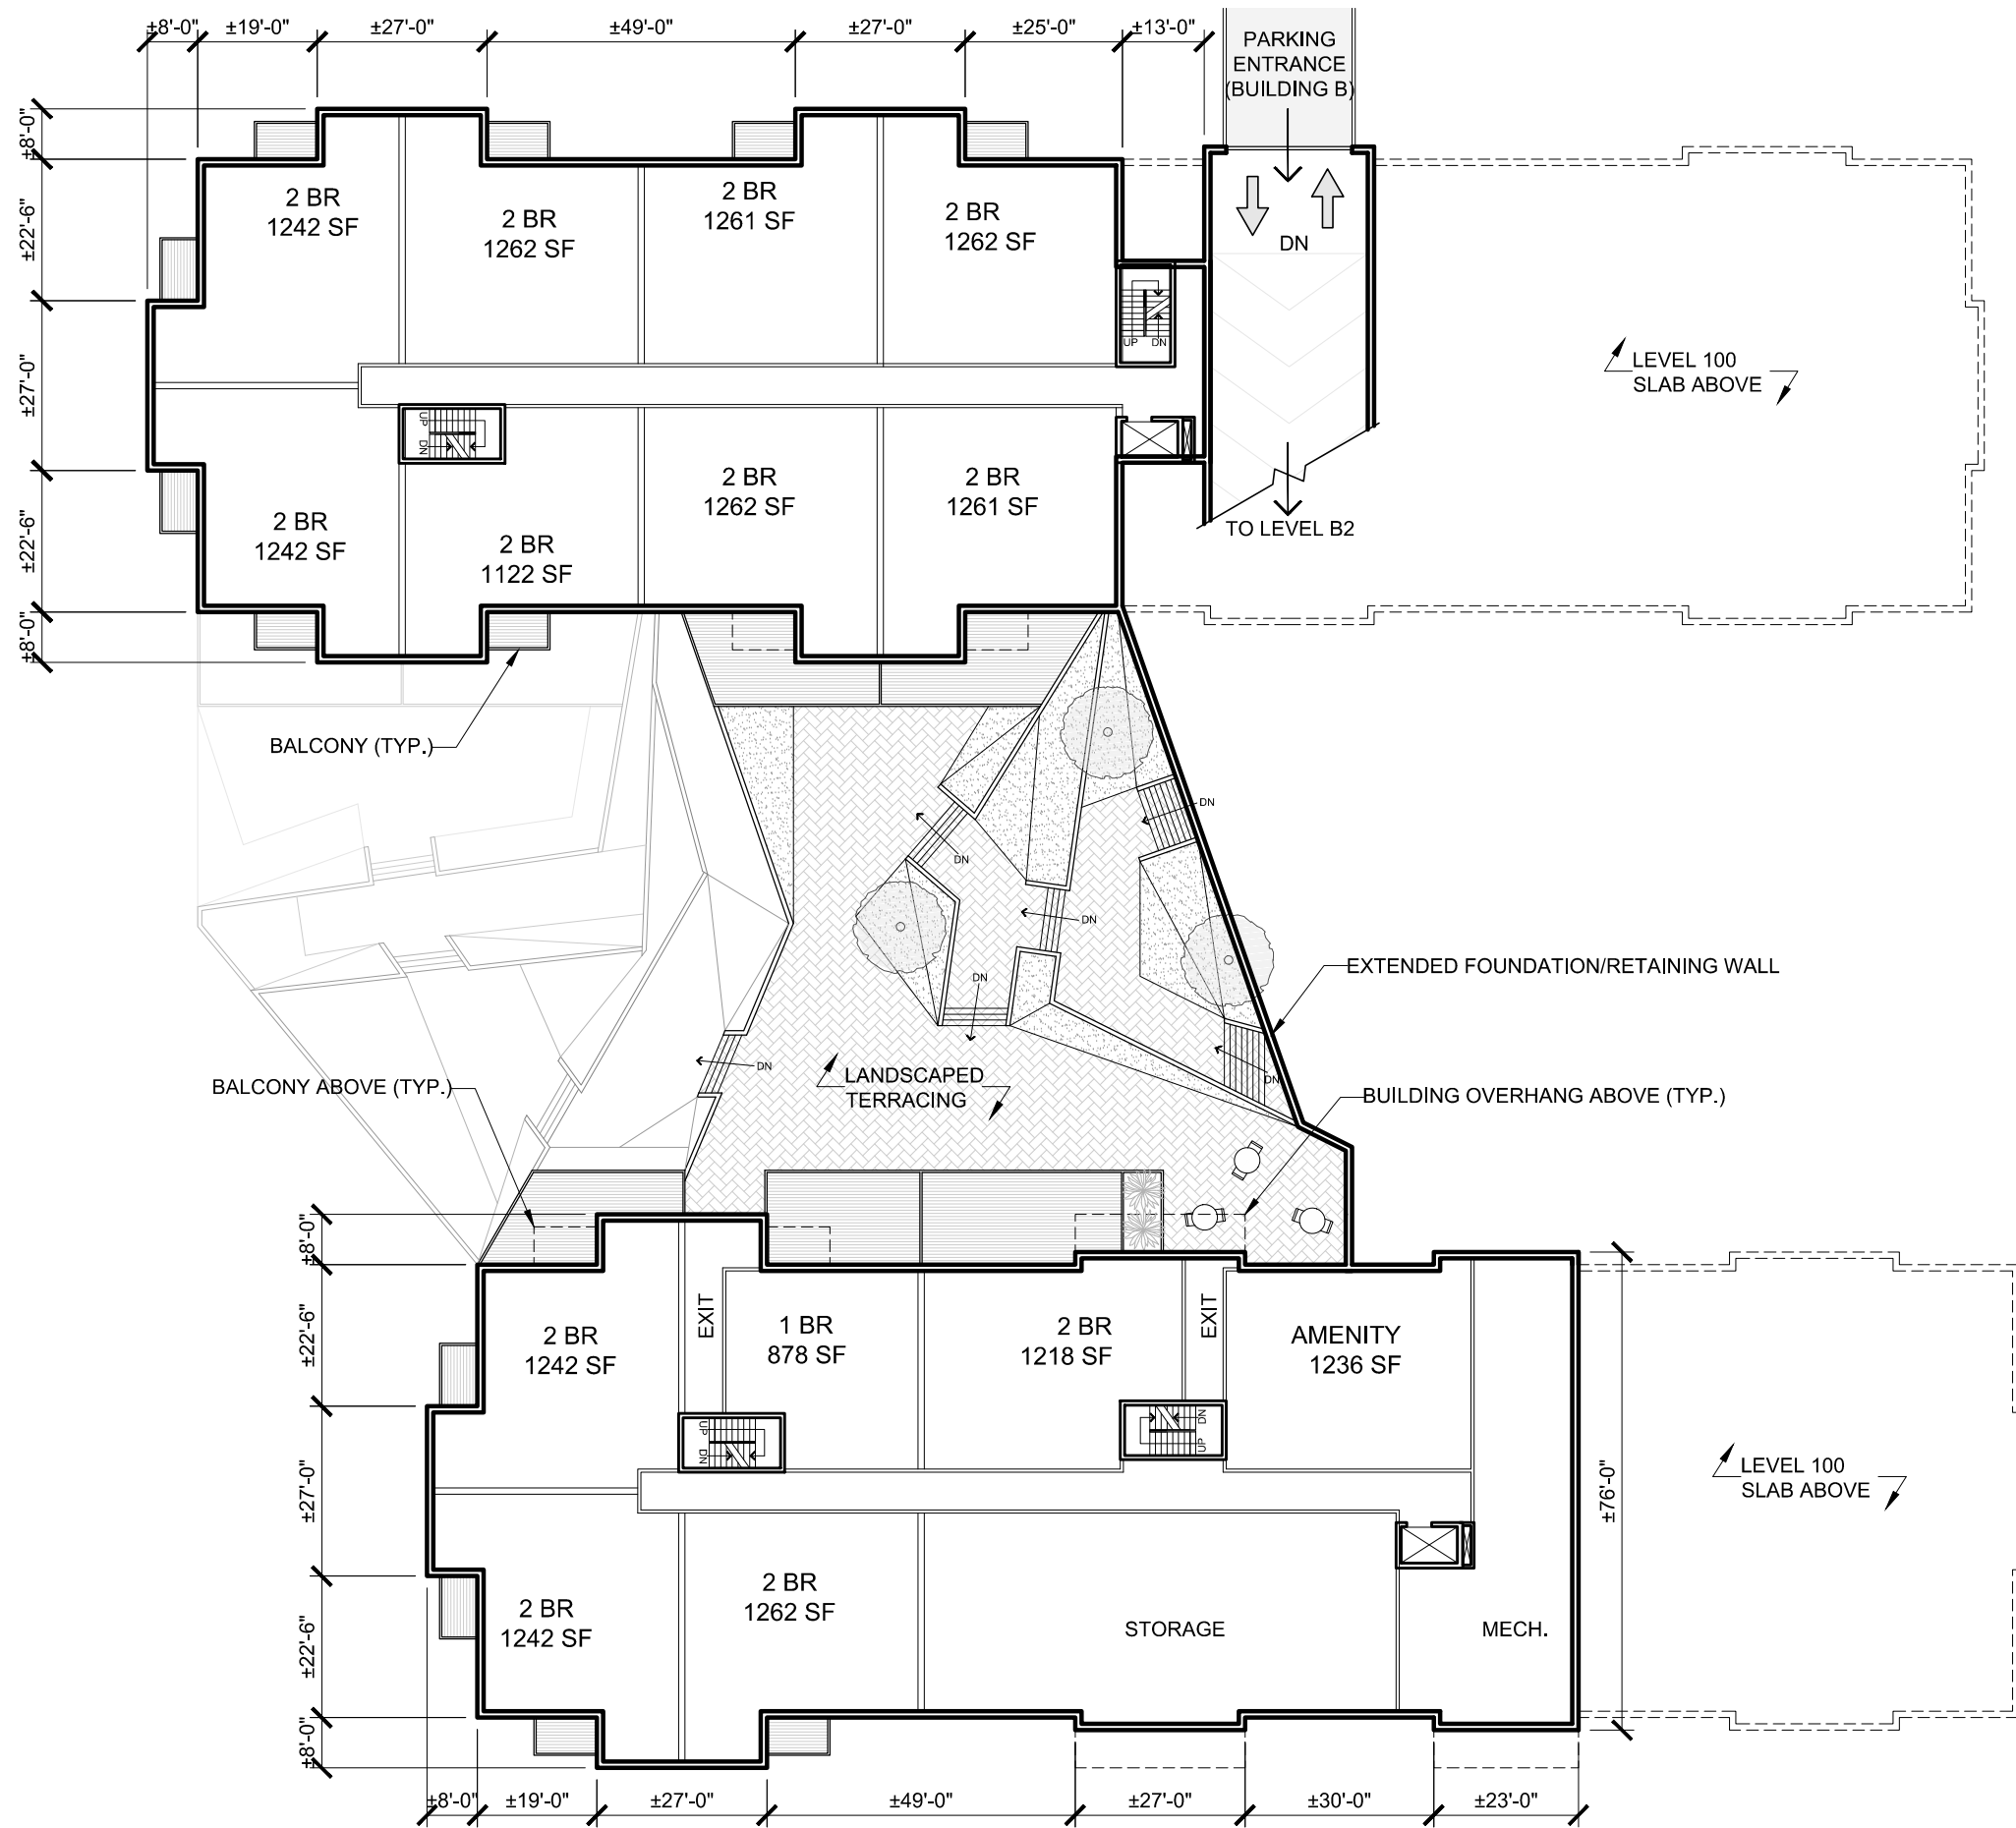 ±8'-0"
±19'-0"
±27'-0"
±49'-0"
±27'-0"
±25'-0"
±13'-0"
PARKING
ENTRANCE
(BUILDING B)
±8'-0"
±22'-6"
±27'-0"
±22'-6"
±8'-0"
2 BR
1242 SF
2 BR
1262 SF
2 BR
1261 SF
2 BR
1262 SF
DN
UP
DN
LEVEL 100
SLAB ABOVE
UP
DN
2 BR
1242 SF
2 BR
1122 SF
2 BR
1262 SF
2 BR
1261 SF
TO LEVEL B2
BALCONY (TYP.)
DN
DN
DN
DN
EXTENDED FOUNDATION/RETAINING WALL
DN
DN
LANDSCAPED
TERRACING
BALCONY ABOVE (TYP.)
BUILDING OVERHANG ABOVE (TYP.)
±8'-0"
±22'-6"
±27'-0"
±22'-6"
±8'-0"
2 BR
1242 SF
EXIT
1 BR
878 SF
2 BR
1218 SF
EXIT
AMENITY
1236 SF
UP
DN
DN
UP
±76'-0"
LEVEL 100
SLAB ABOVE
2 BR
1242 SF
2 BR
1262 SF
STORAGE
MECH.
±8'-0"
±19'-0"
±27'-0"
±49'-0"
±27'-0"
±30'-0"
±23'-0"